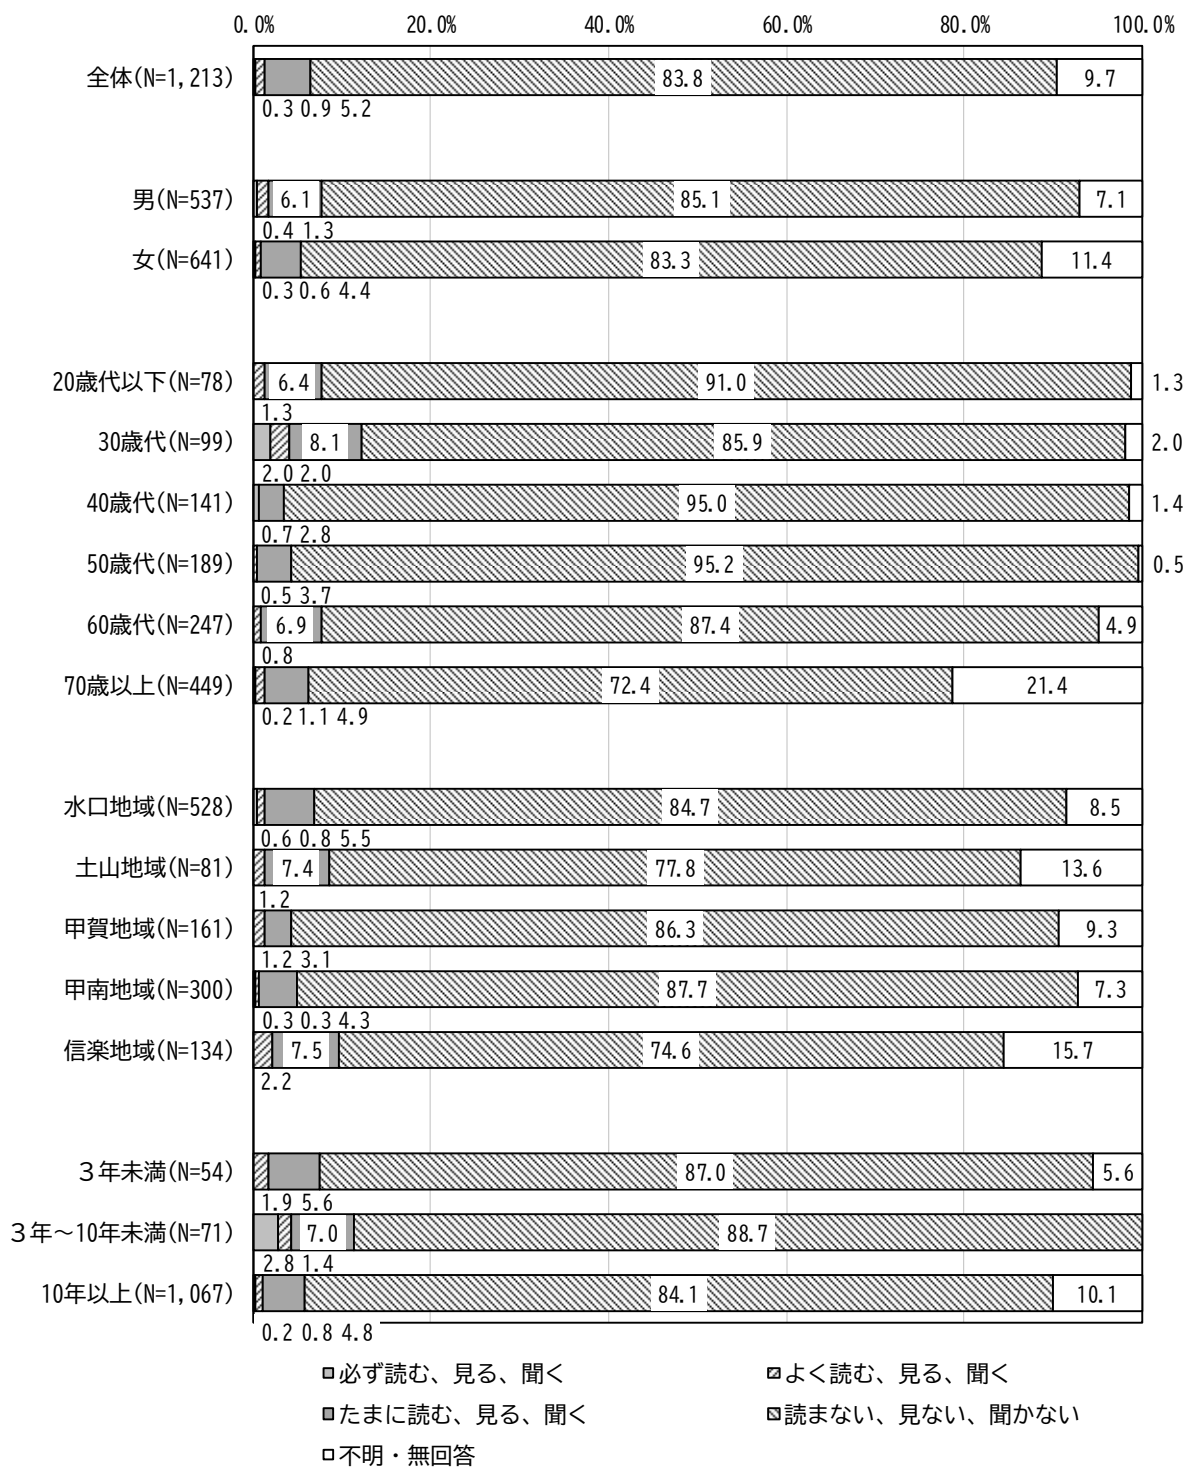 0.0% 20.0% 40.0% 60.0% 80.0% 100.0%
全体(N=1,213) 83.8 9.7
0.3 0.9 5.2
男(N=537) 6.1 85.1 7.1
0.4 1.3
女(N=641) 83.3 11.4
0.3 0.6 4.4
20歳代以下(N=78) 6.4 91.0 1.3
1.3
30歳代(N=99) 8.1 85.9 2.0
2.0 2.0
40歳代(N=141) 95.0 1.4
0.7 2.8
50歳代(N=189) 95.2 0.5
0.5 3.7
60歳代(N=247) 6.9 87.4 4.9
0.8
70歳以上(N=449) 72.4 21.4
0.2 1.1 4.9
水口地域(N=528) 84.7 8.5
0.6 0.8 5.5
土山地域(N=81) 7.4 77.8 13.6
1.2
甲賀地域(N=161) 86.3 9.3
1.2 3.1
甲南地域(N=300) 87.7 7.3
0.3 0.3 4.3
信楽地域(N=134) 7.5 74.6 15.7
2.2
3年未満(N=54) 87.0 5.6
1.9 5.6
3年～10年未満(N=71) 7.0 88.7
2.8 1.4
10年以上(N=1,067) 84.1 10.1
0.2 0.8 4.8
必ず読む、見る、聞く よく読む、見る、聞く
たまに読む、見る、聞く 読まない、見ない、聞かない
不明・無回答